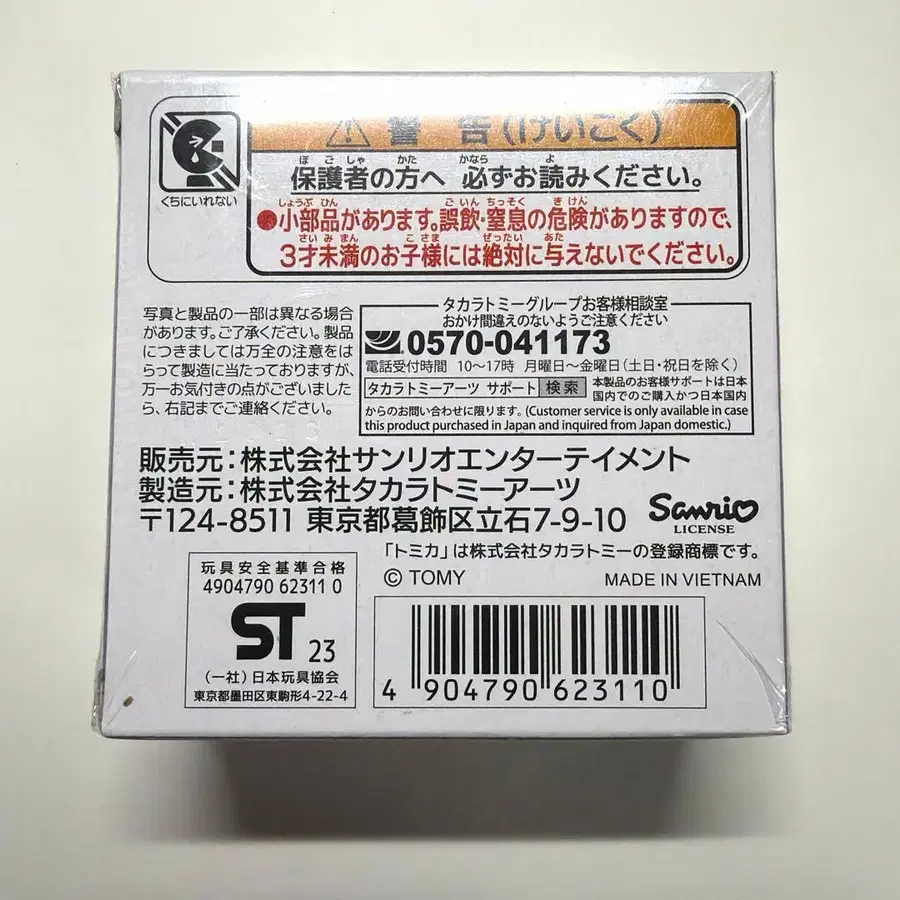 警 告(けいこく)
くちにいれない
保護者の方へ 必ずお読みください。
ほ ご しゃ かた かなら よ
●小部品があります。誤飲・窒息の危険がありますので、
しょうぶ ひん ご いん ちっそく き けん
3才未満のお子様には絶対に与えないでください。
さい み まん こ さま ぜったい あた
写真と製品の一部は異なる場合
があります。ご了承ください。製品
につきましては万全の注意をは
らって製造に当たっておりますが、
万一お気付きの点がございました
ら、右記までご連絡ください。
タカラトミーグループお客様相談室
おかけ間違えのないようご注意ください
0570-041173
電話受付時間 10～17時 月曜日～金曜日(土日・祝日を除く)
タカラトミーアーツ サポート 検索
本製品のお客様サポートは日本
国内でのご購入かつ日本国内
からのお問い合わせに限ります。(Customer service is only available in case
this product purchased in Japan and inquired from Japan domestic.)
販売元:株式会社サンリオエンターテイメント
製造元:株式会社タカラトミーアーツ
〒124-8511 東京都葛飾区立石7-9-10
Sanrio
LICENSE
「トミカ」は株式会社タカラトミーの登録商標です。
© TOMY MADE IN VIETNAM
玩具安全基準合格
4904790 62311 0
ST 23
(一社)日本玩具協会
東京都墨田区東駒形4-22-4
4 904790 623110